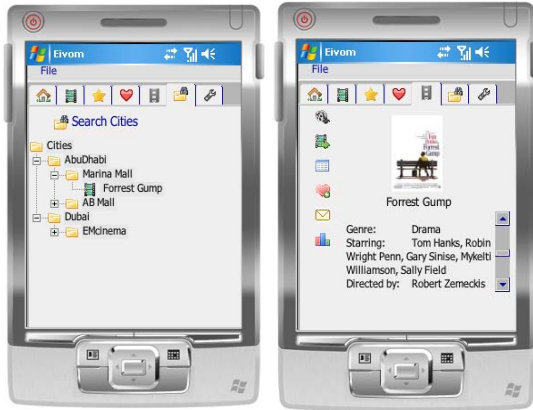 Eivom
File
Search Cities
Cities
AbuDhabi
Marina Mall
Forrest Gump
AB Mall
Dubai
EMcinema
Eivom
File
Forrest Gump
Genre: Drama
Starring: Tom Hanks, Robin
Wright Penn, Gary Sinise, Mykelti
Williamson, Sally Field
Directed by: Robert Zemeckis